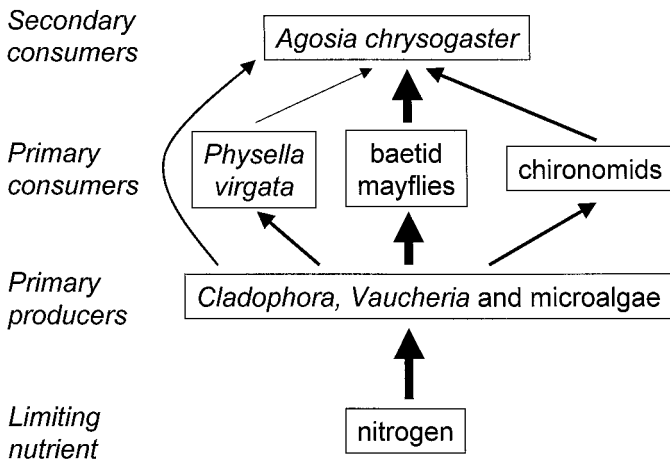 Secondary
consumers
Agosia chrysogaster
Primary
consumers
Physella
virgata
baetid
mayflies
chironomids
Primary
producers
Cladophora, Vaucheria and microalgae
Limiting
nutrient
nitrogen